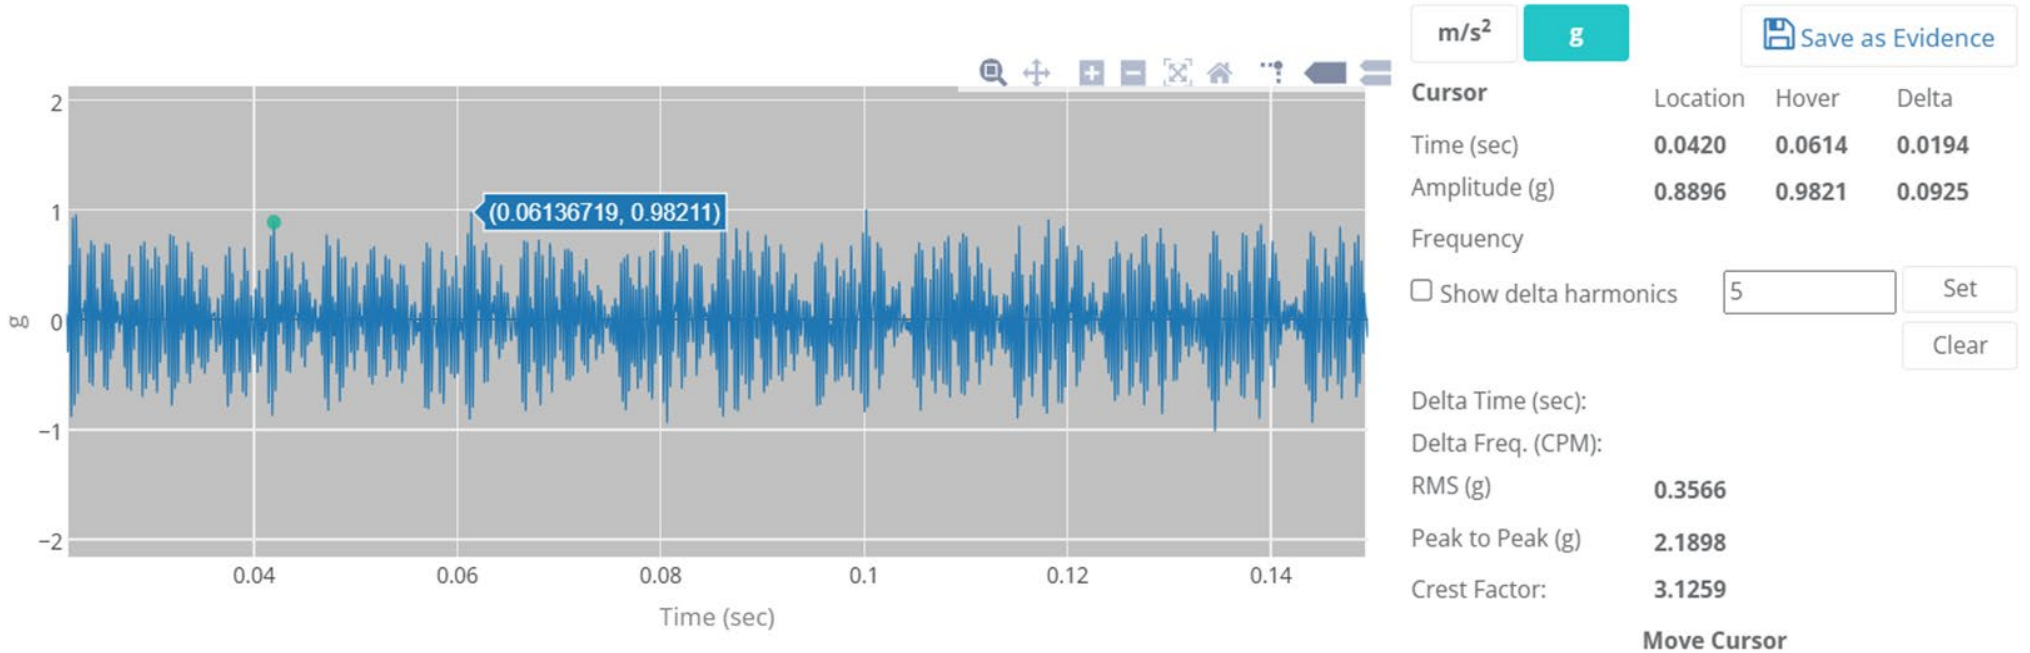 m/s²
g
Save as Evidence
2
1
0
−1
−2
g
(0.06136719, 0.98211)
0.04
0.06
0.08
0.1
0.12
0.14
Time (sec)
Cursor Location Hover Delta
Time (sec) 0.0420 0.0614 0.0194
Amplitude (g) 0.8896 0.9821 0.0925
Frequency
Show delta harmonics 5 Set
Clear
Delta Time (sec):
Delta Freq. (CPM):
RMS (g) 0.3566
Peak to Peak (g) 2.1898
Crest Factor: 3.1259
Move Cursor